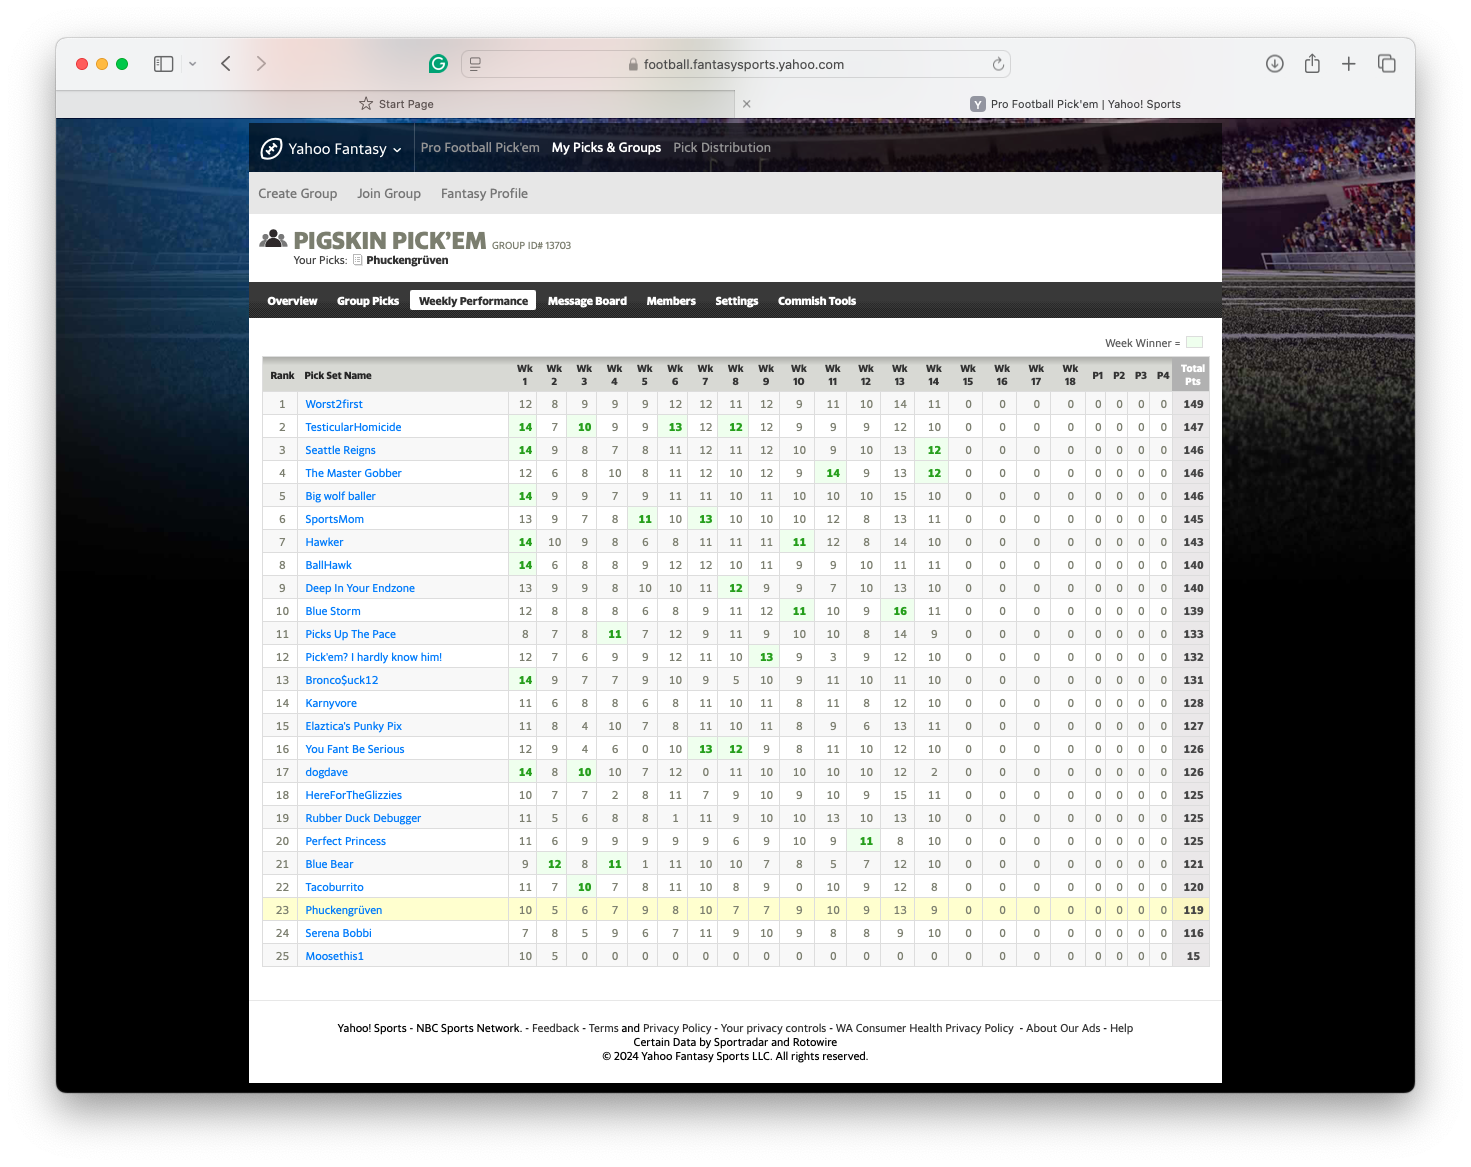 football.fantasysports.yahoo.com
Start Page
Pro Football Pick'em | Yahoo! Sports
Yahoo Fantasy Pro Football Pick'em My Picks & Groups Pick Distribution
Create Group Join Group Fantasy Profile
PIGSKIN PICK'EM GROUP ID# 13703
Your Picks: Phuckengrüven
Overview Group Picks Weekly Performance Message Board Members Settings Commish Tools
Week Winner =
Rank Pick Set Name Wk 1 Wk 2 Wk 3 Wk 4 Wk 5 Wk 6 Wk 7 Wk 8 Wk 9 Wk 10 Wk 11 Wk 12 Wk 13 Wk 14 Wk 15 Wk 16 Wk 17 Wk 18 P1 P2 P3 P4 Total Pts
1 Worst2first 12 8 9 9 9 12 12 11 12 9 11 10 14 11 0 0 0 0 0 0 0 0 149
2 TesticularHomicide 14 7 10 9 9 13 12 12 12 9 9 9 12 10 0 0 0 0 0 0 0 0 147
3 Seattle Reigns 14 9 8 7 8 11 12 11 12 10 9 10 13 12 0 0 0 0 0 0 0 0 146
4 The Master Gobber 12 6 8 10 8 11 12 10 12 9 14 9 13 12 0 0 0 0 0 0 0 0 146
5 Big wolf baller 14 9 9 7 9 11 11 10 11 10 10 10 15 10 0 0 0 0 0 0 0 0 146
6 SportsMom 13 9 7 8 11 10 13 10 10 10 12 8 13 11 0 0 0 0 0 0 0 0 145
7 Hawker 14 10 9 8 6 8 11 11 11 11 12 8 14 10 0 0 0 0 0 0 0 0 143
8 BallHawk 14 6 8 8 9 12 12 10 11 9 9 10 11 11 0 0 0 0 0 0 0 0 140
9 Deep In Your Endzone 13 9 9 8 10 10 11 12 9 9 7 10 13 10 0 0 0 0 0 0 0 0 140
10 Blue Storm 12 8 8 8 6 8 9 11 12 11 10 9 16 11 0 0 0 0 0 0 0 0 139
11 Picks Up The Pace 8 7 8 11 7 12 9 11 9 10 10 8 14 9 0 0 0 0 0 0 0 0 133
12 Pick'em? I hardly know him! 12 7 6 9 9 12 11 10 13 9 3 9 12 10 0 0 0 0 0 0 0 0 132
13 Bronco$uck12 14 9 7 7 9 10 9 5 10 9 11 10 11 10 0 0 0 0 0 0 0 0 131
14 Karnyvore 11 6 8 8 6 8 11 10 11 8 11 8 12 10 0 0 0 0 0 0 0 0 128
15 Elaztica's Punky Pix 11 8 4 10 7 8 11 10 11 8 9 6 13 11 0 0 0 0 0 0 0 0 127
16 You Fant Be Serious 12 9 4 6 0 10 13 12 9 8 11 10 12 10 0 0 0 0 0 0 0 0 126
17 dogdave 14 8 10 10 7 12 0 11 10 10 10 10 12 2 0 0 0 0 0 0 0 0 126
18 HereForTheGlizzies 10 7 7 2 8 11 7 9 10 9 10 9 15 11 0 0 0 0 0 0 0 0 125
19 Rubber Duck Debugger 11 5 6 8 8 1 11 9 10 10 13 10 13 10 0 0 0 0 0 0 0 0 125
20 Perfect Princess 11 6 9 9 9 9 9 6 9 10 9 11 8 10 0 0 0 0 0 0 0 0 125
21 Blue Bear 9 12 8 11 1 11 10 10 7 8 5 7 12 10 0 0 0 0 0 0 0 0 121
22 Tacoburrito 11 7 10 7 8 11 10 8 9 0 10 9 12 8 0 0 0 0 0 0 0 0 120
23 Phuckengrüven 10 5 6 7 9 8 10 7 7 9 10 9 13 9 0 0 0 0 0 0 0 0 119
24 Serena Bobbi 7 8 5 9 6 7 11 9 10 9 8 8 9 10 0 0 0 0 0 0 0 0 116
25 Moosethis1 10 5 0 0 0 0 0 0 0 0 0 0 0 0 0 0 0 0 0 0 0 0 15
Yahoo! Sports - NBC Sports Network. - Feedback - Terms and Privacy Policy - Your privacy controls - WA Consumer Health Privacy Policy - About Our Ads - Help
Certain Data by Sportradar and Rotowire
© 2024 Yahoo Fantasy Sports LLC. All rights reserved.